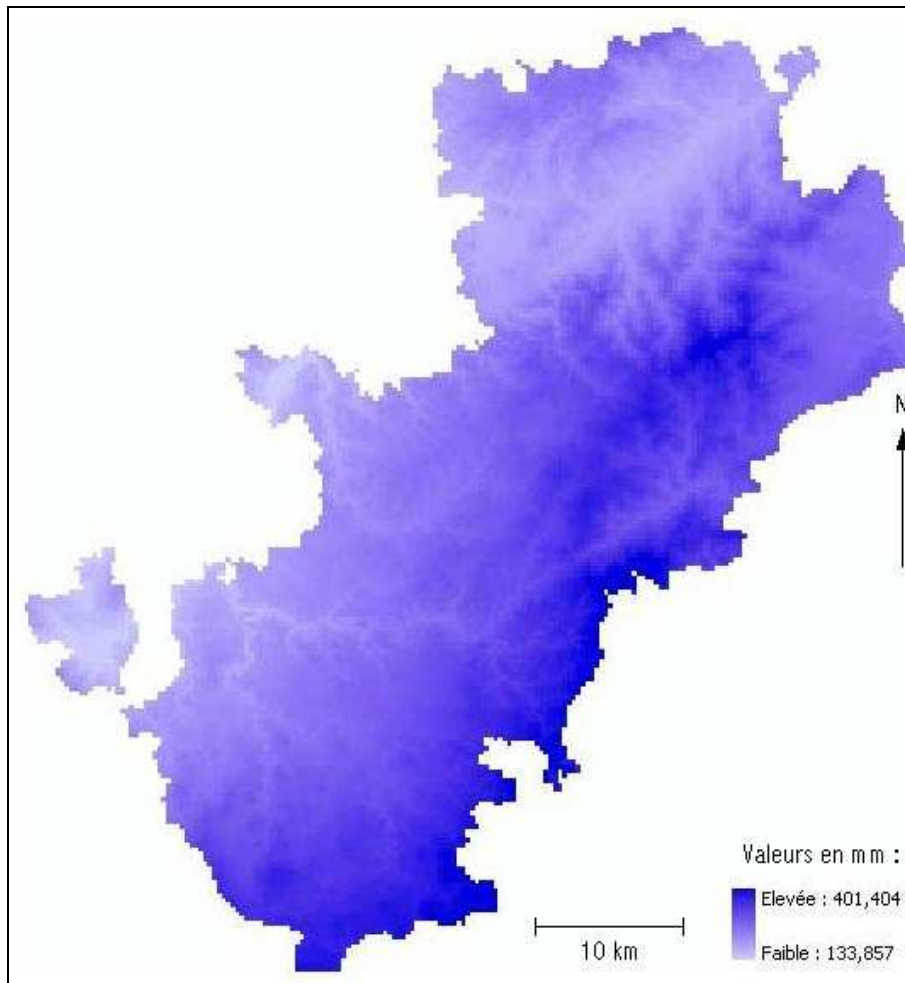 N
Valeurs en mm :
Elevée : 401,404
Faible : 133,857
10 km